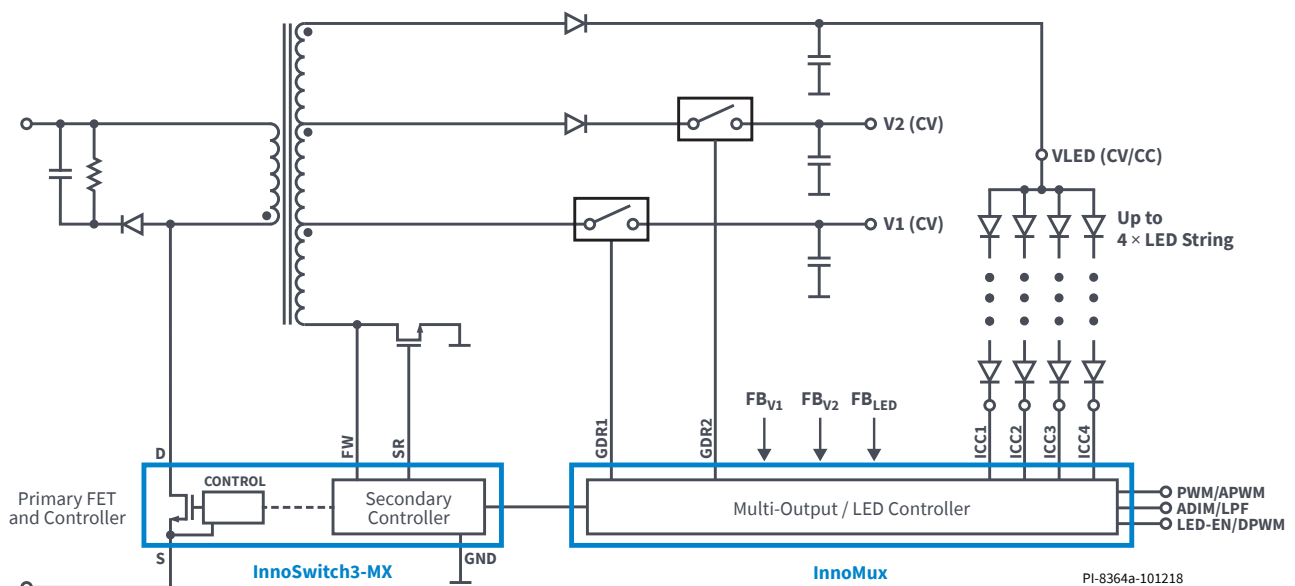 V2 (CV)
VLED (CV/CC)
V1 (CV)
Up to
4 × LED String
FBV1
FBV2
FBLED
D
FW
SR
GDR1
GDR2
ICC1
ICC2
ICC3
ICC4
Primary FET
and Controller
CONTROL
Secondary
Controller
Multi-Output / LED Controller
PWM/APWM
ADIM/LPF
LED-EN/DPWM
S
GND
InnoSwitch3-MX
InnoMux
PI-8364a-101218